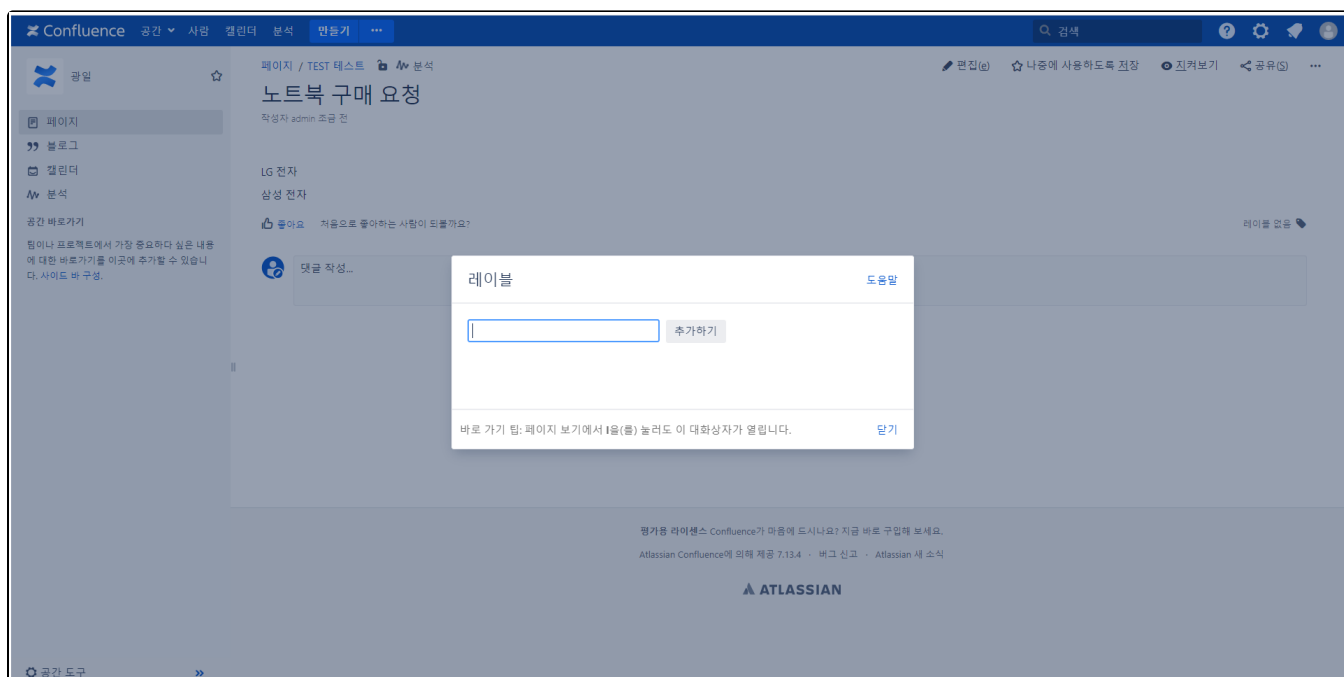 Confluence 공간 사람 캘린더 분석 만들기 ··· 검색
광일
페이지
블로그
캘린더
분석
공간 바로가기
팀이나 프로젝트에서 가장 중요하다 싶은 내용
에 대한 바로가기를 이곳에 추가할 수 있습니
다. 사이드 바 구성.
공간 도구
페이지 / TEST 테스트 분석
편집(e) 나중에 사용하도록 저장 지켜보기 공유(S) ···
노트북 구매 요청
작성자 admin 조금 전
LG 전자
삼성 전자
좋아요 처음으로 좋아하는 사람이 되볼까요?
레이블 없음
댓글 작성...
레이블 도움말
추가하기
바로 가기 팁: 페이지 보기에서 l을(를) 눌러도 이 대화상자가 열립니다. 닫기
평가용 라이센스 Confluence가 마음에 드시나요? 지금 바로 구입해 보세요.
Atlassian Confluence에 의해 제공 7.13.4 · 버그 신고 · Atlassian 새 소식
ATLASSIAN